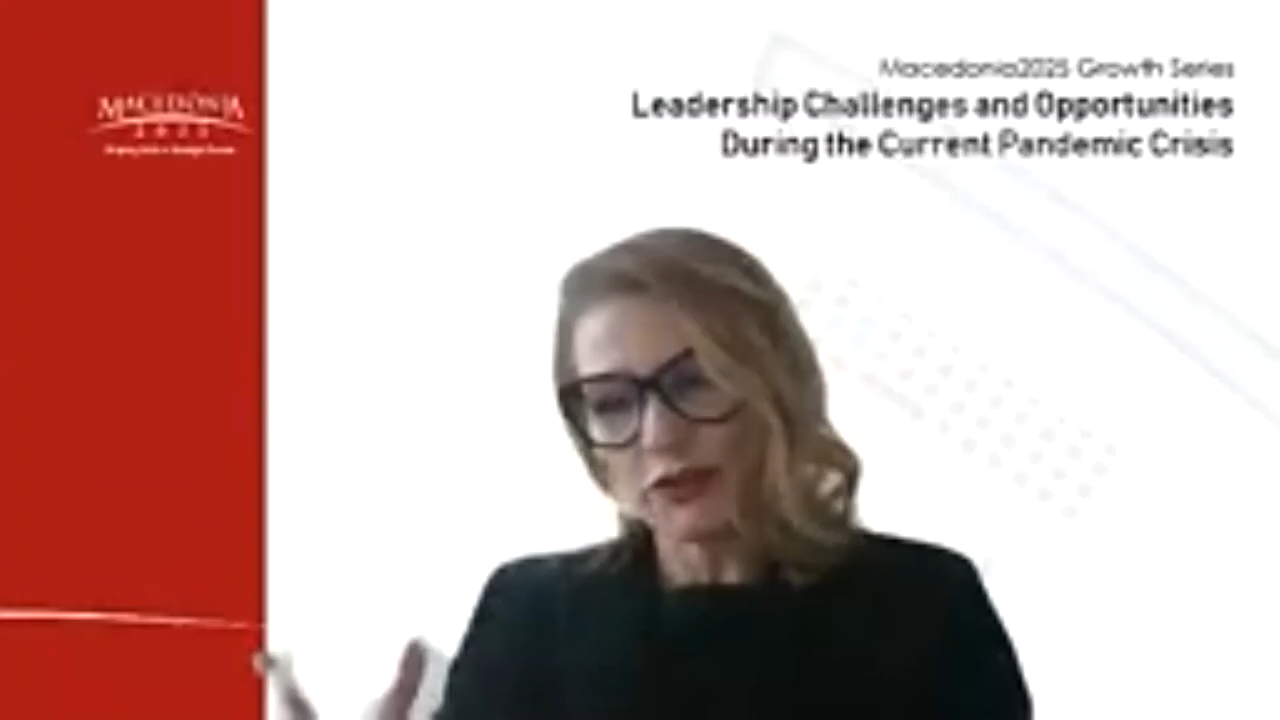 MACEDONIA
2025
Macedonia2025 Growth Series
Leadership Challenges and Opportunities
During the Current Pandemic Crisis